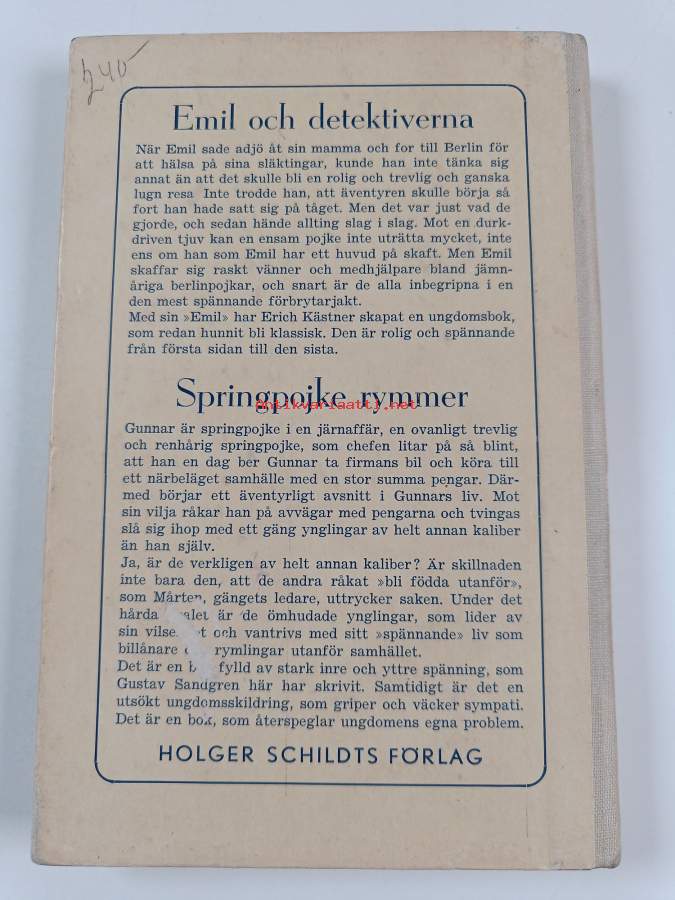 240
Emil och detektiverna
När Emil sade adjö åt sin mamma och for till Berlin för
att hälsa på sina släktingar, kunde han inte tänka sig
annat än att det skulle bli en rolig och trevlig och ganska
lugn resa Inte trodde han, att äventyren skulle börja så
fort han hade satt sig på tåget. Men det var just vad de
gjorde, och sedan hände allting slag i slag. Mot en durk-
driven tjuv kan en ensam pojke inte uträtta mycket, inte
ens om han som Emil har ett huvud på skaft. Men Emil
skaffar sig raskt vänner och medhjälpare bland jämn-
åriga berlinpojkar, och snart är de alla inbegripna i en
den mest spännande förbrytarjakt.
Med sin »Emil» har Erich Kästner skapat en ungdomsbok,
som redan hunnit bli klassisk. Den är rolig och spännande
från första sidan till den sista.
Springpojke rymmer
antikvariaatti.net
Gunnar är springpojke i en järnaffär, en ovanligt trevlig
och renhårig springpojke, som chefen litar på så blint,
att han en dag ber Gunnar ta firmans bil och köra till
ett närbeläget samhälle med en stor summa pengar. Där-
med börjar ett äventyrligt avsnitt i Gunnars liv. Mot
sin vilja råkar han på avvägar med pengarna och tvingas
slå sig ihop med ett gäng ynglingar av helt annan kaliber
än han själv.
Ja, är de verkligen av helt annan kaliber? Är skillnaden
inte bara den, att de andra råkat »bli födda utanför»,
som Mårten, gängets ledare, uttrycker saken. Under det
hårda är de ömhudade ynglingar, som lider av
sin och vantrivs med sitt »spännande» liv som
billånare rymlingar utanför samhället.
Det är en fylld av stark inre och yttre spänning, som
Gustav Sandgren här har skrivit. Samtidigt är det en
utsökt ungdomsskildring, som griper och väcker sympati.
Det är en bok, som återspeglar ungdomens egna problem.
HOLGER SCHILDTS FÖRLAG